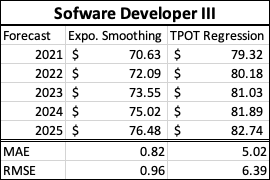 Sofware Developer III
Forecast Expo. Smoothing TPOT Regression
2021 $ 70.63 $ 79.32
2022 $ 72.09 $ 80.18
2023 $ 73.55 $ 81.03
2024 $ 75.02 $ 81.89
2025 $ 76.48 $ 82.74
MAE 0.82 5.02
RMSE 0.96 6.39